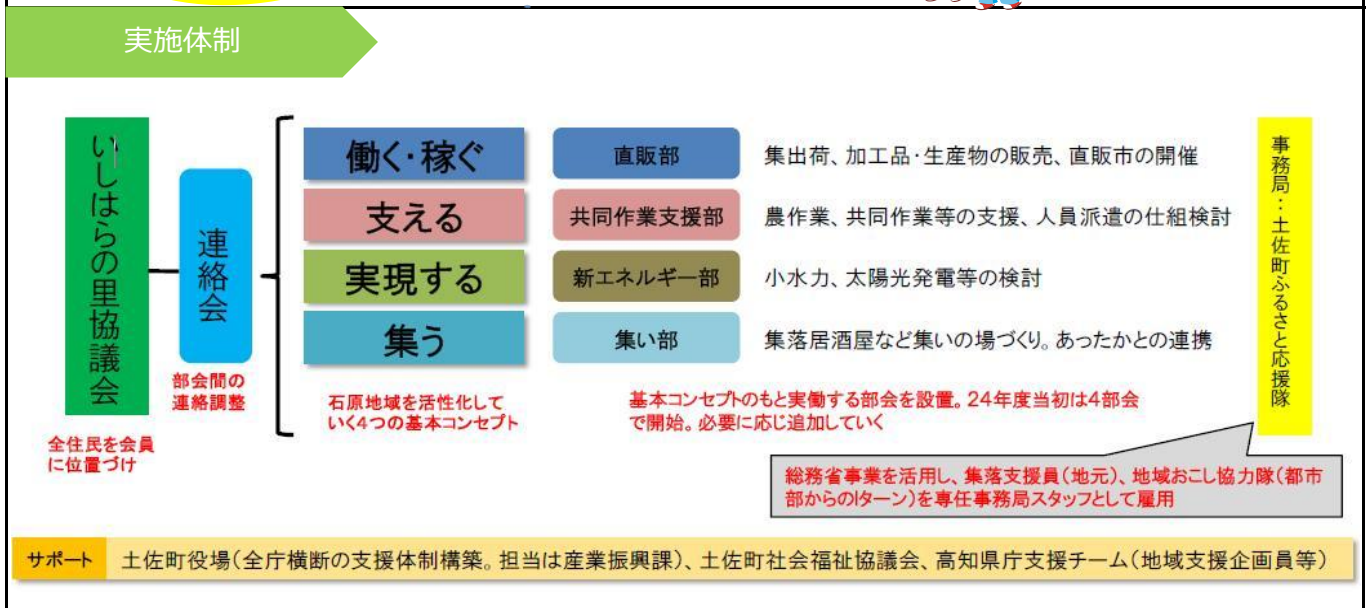 実施体制
いしはらの里協議会
全住民を会員
に位置づけ
連絡会
部会間の
連絡調整
働く・稼ぐ
支える
実現する
集う
石原地域を活性化して
いく4つの基本コンセプト
直販部
集出荷、加工品・生産物の販売、直販市の開催
共同作業支援部
農作業、共同作業等の支援、人員派遣の仕組検討
新エネルギー部
小水力、太陽光発電等の検討
集い部
集落居酒屋など集いの場づくり。あったかとの連携
基本コンセプトのもと実働する部会を設置。24年度当初は4部会
で開始。必要に応じ追加していく
事務局：土佐町ふるさと応援隊
総務省事業を活用し、集落支援員(地元)、地域おこし協力隊(都市
部からのIターン)を専任事務局スタッフとして雇用
サポート
土佐町役場(全庁横断の支援体制構築。担当は産業振興課)、土佐町社会福祉協議会、高知県庁支援チーム(地域支援企画員等)